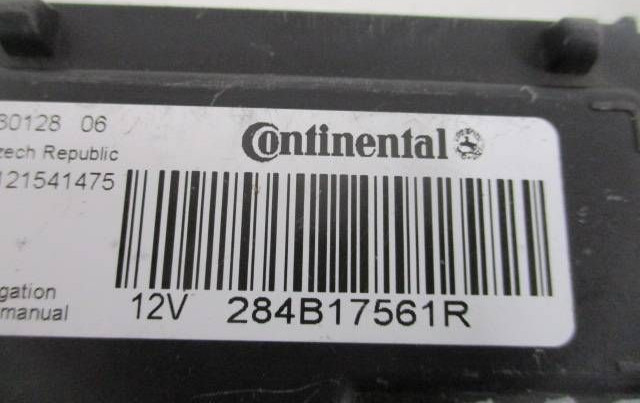 30128 06
zech Republic
121541475
Continental
gation
manual
12V 284B17561R